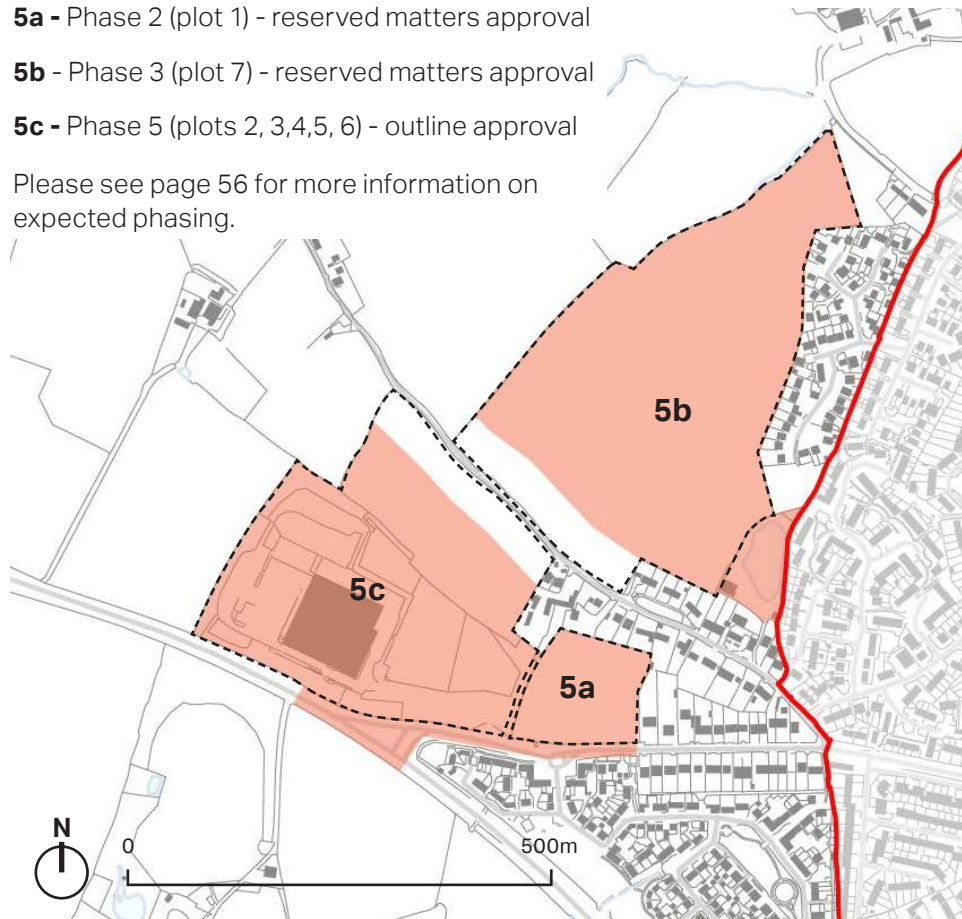 5a - Phase 2 (plot 1) - reserved matters approval
5b - Phase 3 (plot 7) - reserved matters approval
5c - Phase 5 (plots 2, 3,4,5, 6) - outline approval
Please see page 56 for more information on
expected phasing.
5b
5c
5a
N
0
500m